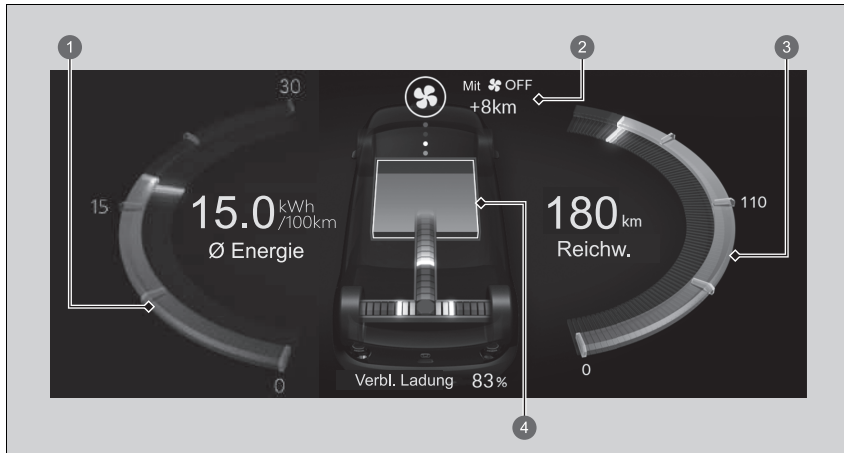 1
2
3
Mit OFF
+8km
30
15
15.0 kWh
/100km
Ø Energie
0
180 km
Reichw.
110
0
Verbl. Ladung 83%
4